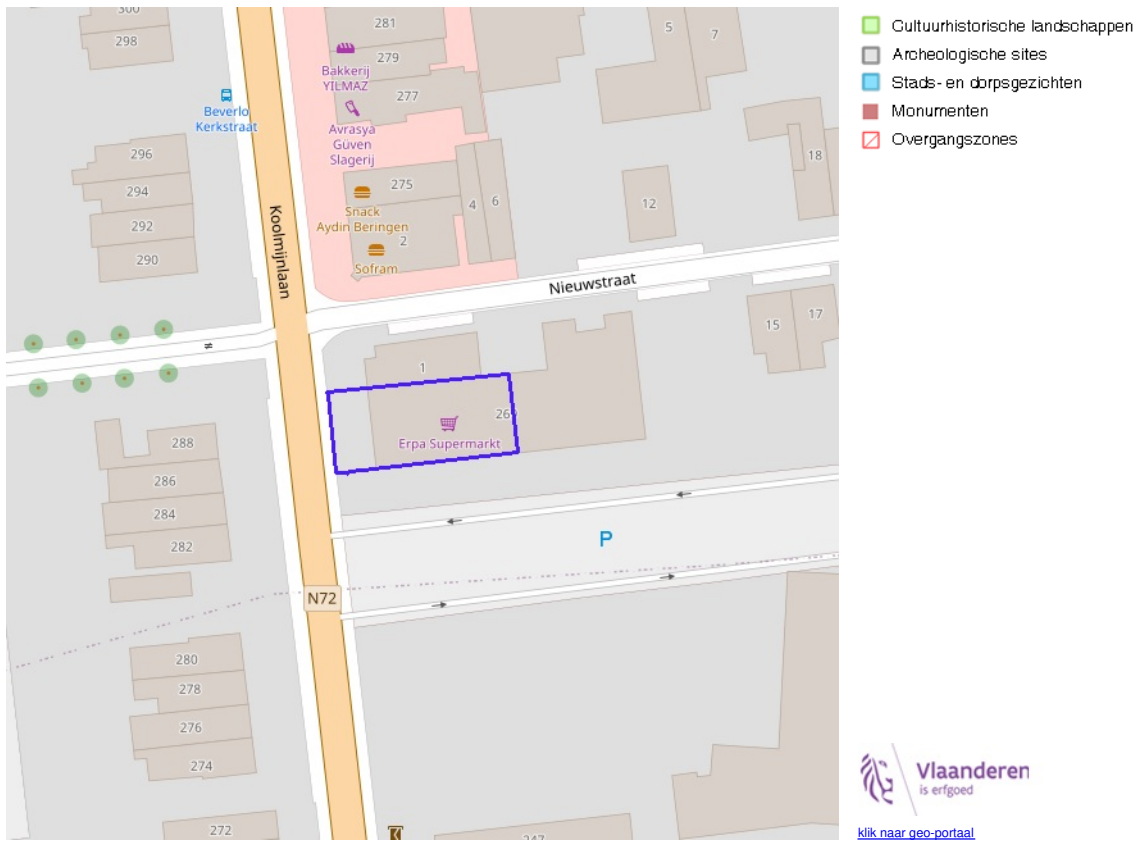 300
298
281
279
Bakkerij
YILMAZ
277
Avrasya
Güven
Slagerij
5
7
Beverlo
Kerkstraat
296
294
292
290
275
4
6
Snack
Aydin Beringen
2
Sofram
12
18
Koolmijnlaan
Nieuwstraat
15
17
1
Erpa Supermarkt
288
286
284
282
P
N72
280
278
276
274
272
247
Cultuurhistorische landschappen
Archeologische sites
Stads- en dorpsgezichten
Monumenten
Overgangszones
Vlaanderen
is erfgoed
klik naar geo-portaal